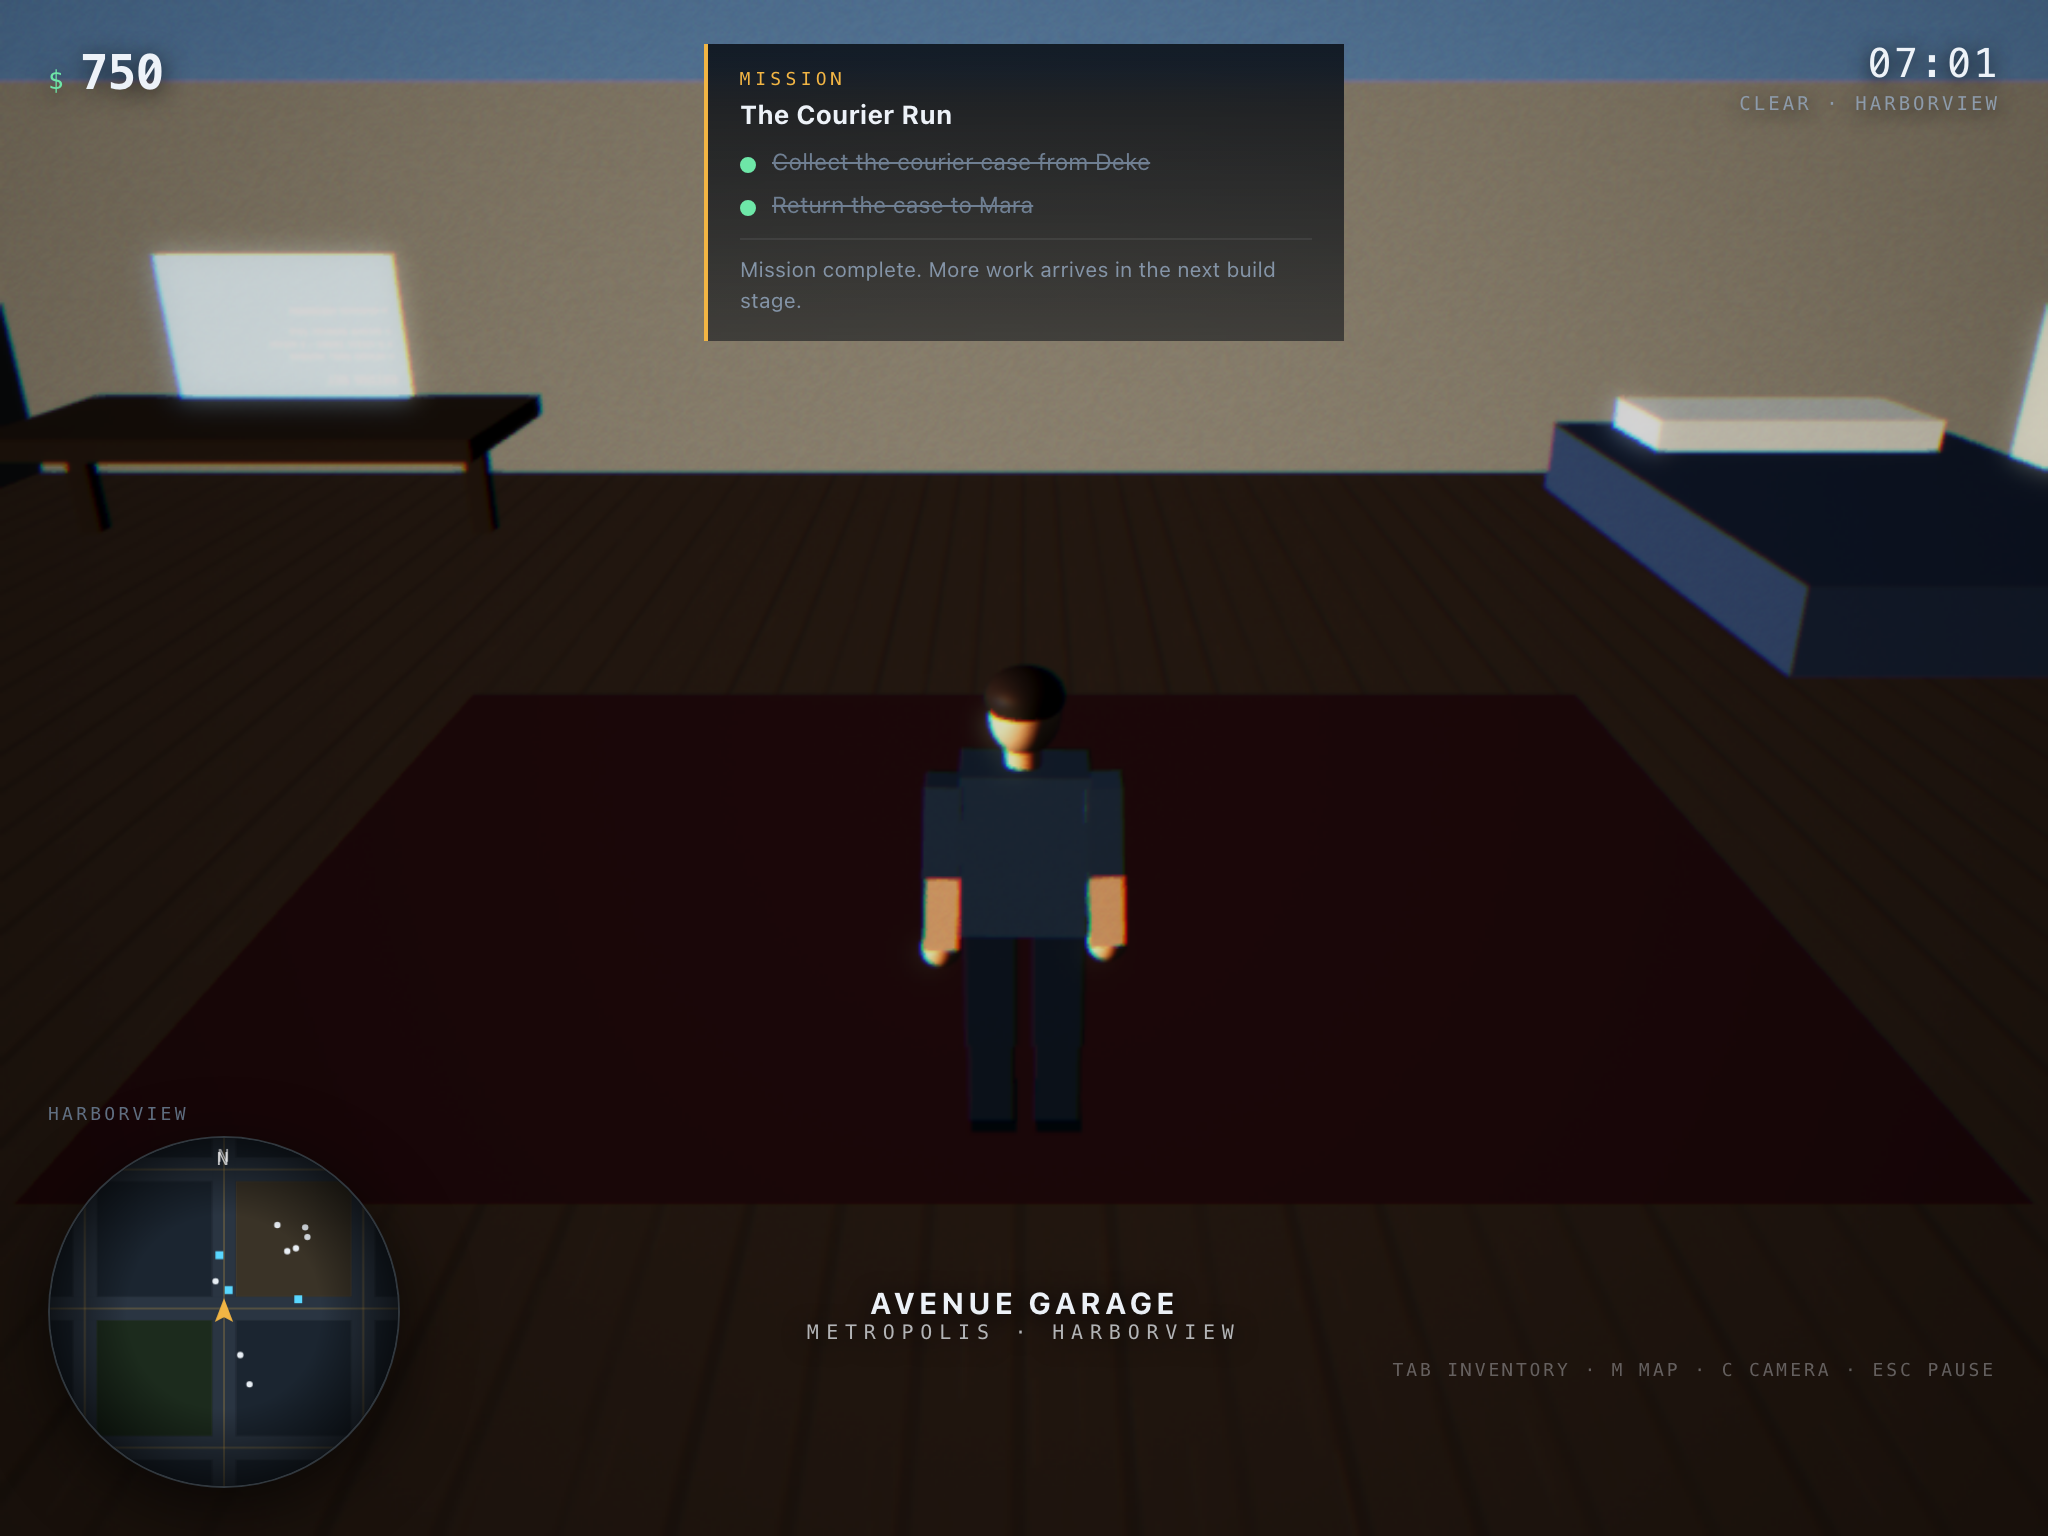 $ 750
MISSION
The Courier Run
Collect the courier case from Deke
Return the case to Mara
Mission complete. More work arrives in the next build
stage.
07:01
CLEAR · HARBORVIEW
HARBORVIEW
N
AVENUE GARAGE
METROPOLIS · HARBORVIEW
TAB INVENTORY · M MAP · C CAMERA · ESC PAUSE